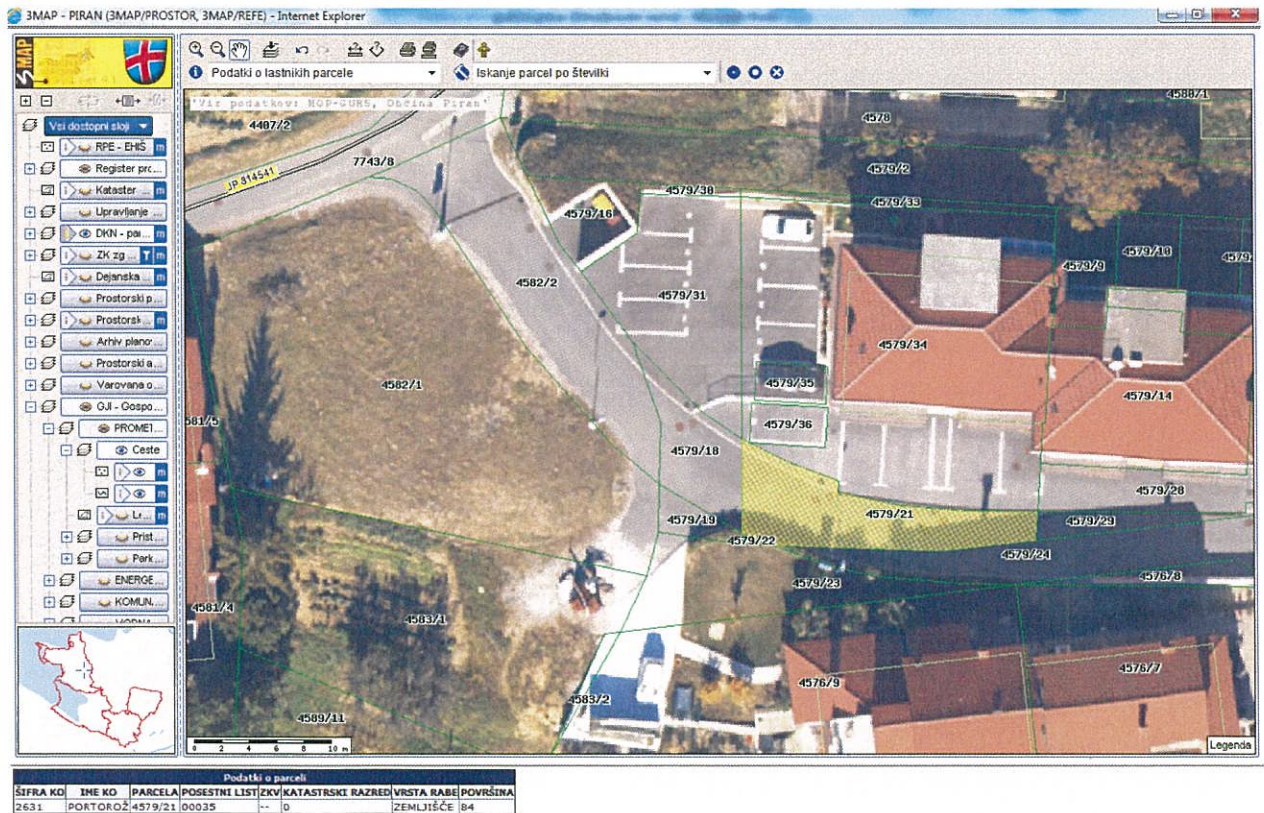 3MAP - PIRAN (3MAP/PROSTOR, 3MAP/REFE) - Internet Explorer
3MAP
Podatki o lastnikih parcele
Iskanje parcel po številki
Vsi dostopni sloji
RPE - EHIŠ
Register prc...
Kataster ...
Upravljanje ...
DKN - par...
ZK zg ...
Dejanska ...
Prostorski p...
Prostorsk...
Arhiv planov...
Prostorski a...
Varovana o...
GJI - Gospo...
PROMET...
Ceste
Lr...
Prist...
Park...
ENERGE...
KOMUN...
VODNA
"Vir podatkov: MOP-GURS, Občina Piran"
4407/2
7743/8
JP 814541
4578
4580/1
4579/2
4579/30
4579/33
4579/16
4579/9
4579/10
4579/
4582/2
4579/31
4579/34
4582/1
4579/35
4579/14
4579/36
4581/5
4579/18
4579/28
4579/21
4579/19
4579/22
4579/24
4579/23
4576/8
4581/4
4583/1
4576/9
4576/7
4583/2
4589/11
0 2 4 6 8 10 m
Legenda
Podatki o parceli
ŠIFRA KO IME KO PARCELA POSESTNI LIST ZKV KATASTRSKI RAZRED VRSTA RABE POVRŠINA
2631 PORTOROŽ 4579/21 00035 -- 0 ZEMLJIŠČE 84